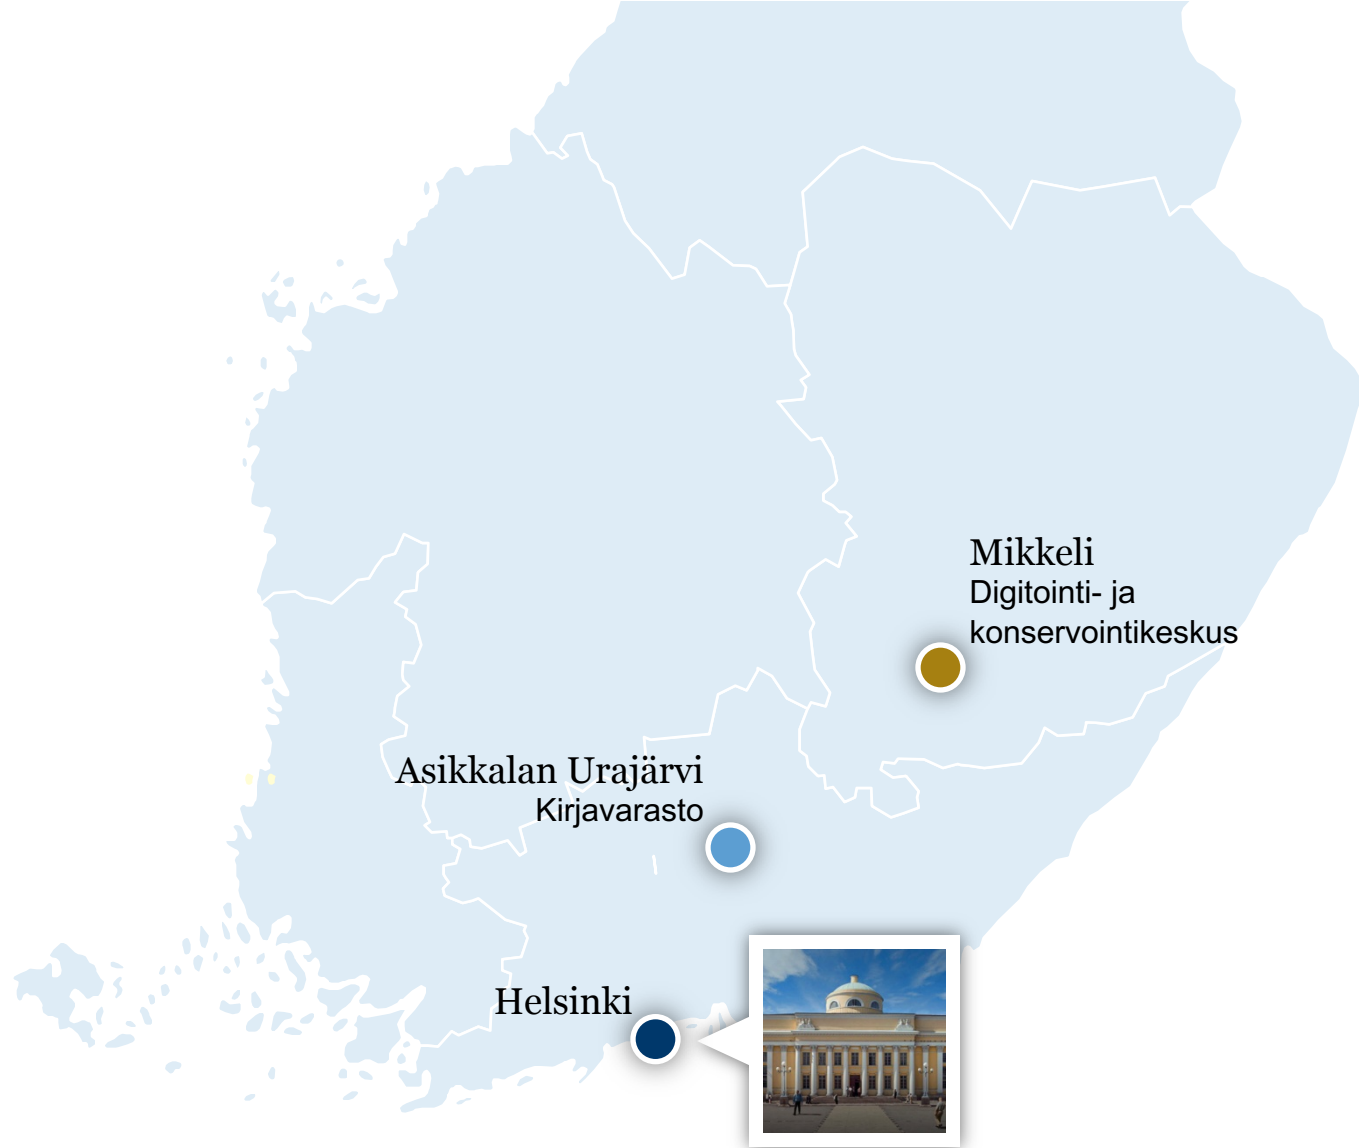 Mikkeli
Digitointi- ja
konservointikeskus
Asikkalan Urajärvi
Kirjavarasto
Helsinki